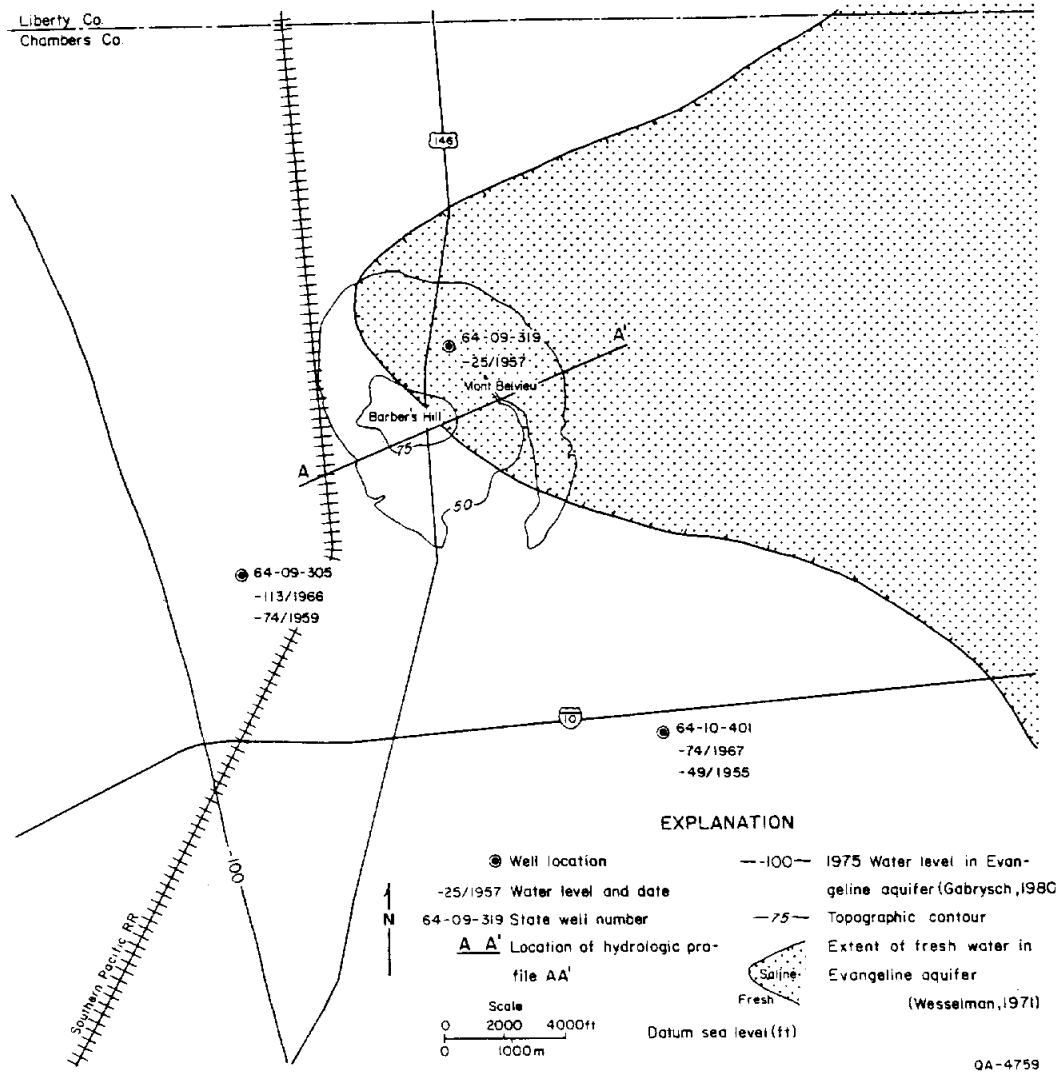 Liberty Co.
Chambers Co.
146
64-09-319
-25/1957
A'
Mont Belvieu
Barber's Hill
75
A
50
64-09-305
-113/1966
-74/1959
10
64-10-401
-74/1967
-49/1955
-100
Southern Pacific RR
EXPLANATION
Well location
-25/1957 Water level and date
64-09-319 State well number
A A' Location of hydrologic pro-
file AA'
N
Scale
0 2000 4000ft
0 1000m
-100 1975 Water level in Evan-
geline aquifer (Gabrysch, 1980
75 Topographic contour
Extent of fresh water in
Evangeline aquifer
(Wesselman, 1971)
Saline
Fresh
Datum sea level (ft)
QA-4759